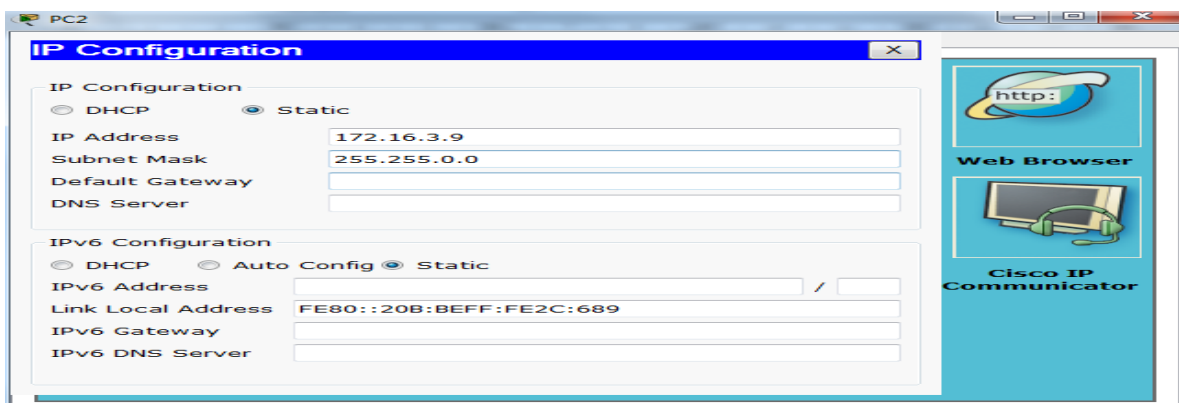 PC2
IP Configuration
X
IP Configuration
DHCP Static
IP Address 172.16.3.9
Subnet Mask 255.255.0.0
Default Gateway
DNS Server
IPv6 Configuration
DHCP Auto Config Static
IPv6 Address /
Link Local Address FE80::20B:BEFF:FE2C:689
IPv6 Gateway
IPv6 DNS Server
http:
Web Browser
Cisco IP
Communicator